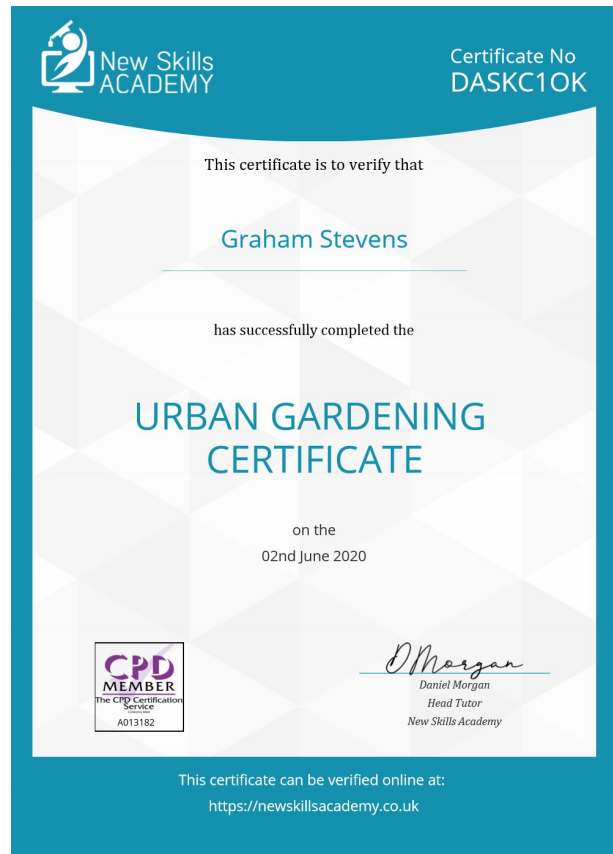 New Skills
ACADEMY
Certificate No
DASKC1OK
This certificate is to verify that
Graham Stevens
has successfully completed the
URBAN GARDENING
CERTIFICATE
on the
02nd June 2020
CPD
MEMBER
The CPD Certification
Service
A013182
DMorgan
Daniel Morgan
Head Tutor
New Skills Academy
This certificate can be verified online at:
https://newskillsacademy.co.uk